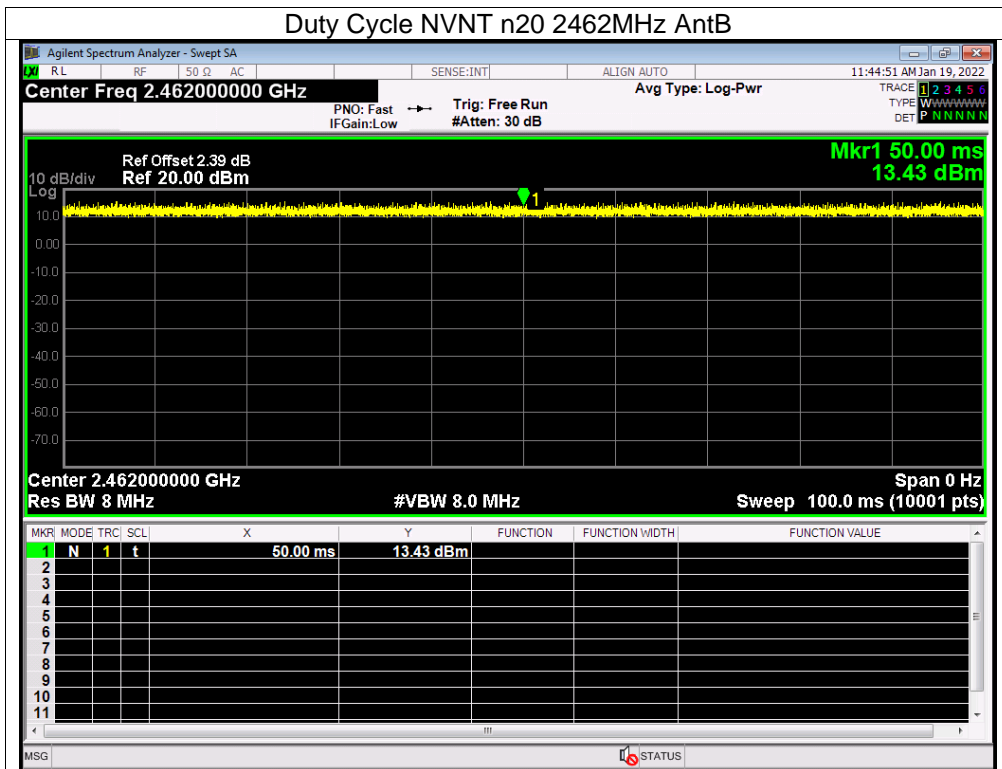 Duty Cycle NVNT n20 2462MHz AntB
Agilent Spectrum Analyzer - Swept SA
LXI RL RF 50 Ω AC SENSE:INT ALIGN AUTO 11:44:51 AM Jan 19, 2022
Center Freq 2.462000000 GHz Avg Type: Log-Pwr TRACE 1 2 3 4 5 6
PNO: Fast Trig: Free Run TYPE WWWWWW
IFGain:Low #Atten: 30 dB DET P N N N N N
Mkr1 50.00 ms
Ref Offset 2.39 dB
10 dB/div Ref 20.00 dBm 13.43 dBm
Log
1
10.0
0.00
-10.0
-20.0
-30.0
-40.0
-50.0
-60.0
-70.0
Center 2.462000000 GHz Span 0 Hz
Res BW 8 MHz #VBW 8.0 MHz Sweep 100.0 ms (10001 pts)
MKR MODE TRC SCL X Y FUNCTION FUNCTION WIDTH FUNCTION VALUE
1 N 1 t 50.00 ms 13.43 dBm
2
3
4
5
6
7
8
9
10
11
MSG STATUS